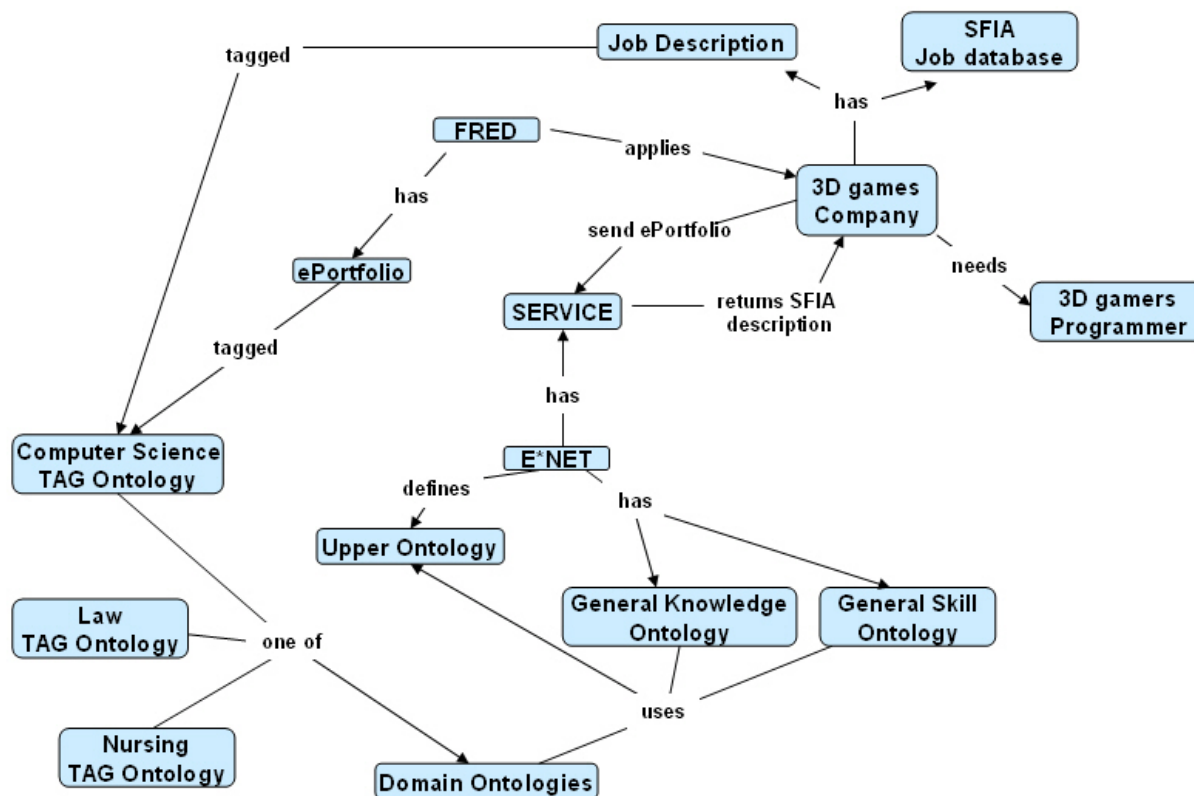 Job Description
SFIA
Job database
tagged
has
FRED
applies
3D games
Company
has
send ePortfolio
ePortfolio
needs
SERVICE
returns SFIA
description
3D gamers
Programmer
tagged
has
Computer Science
TAG Ontology
E*NET
defines
has
Upper Ontology
General Knowledge
Ontology
General Skill
Ontology
Law
TAG Ontology
one of
uses
Nursing
TAG Ontology
Domain Ontologies